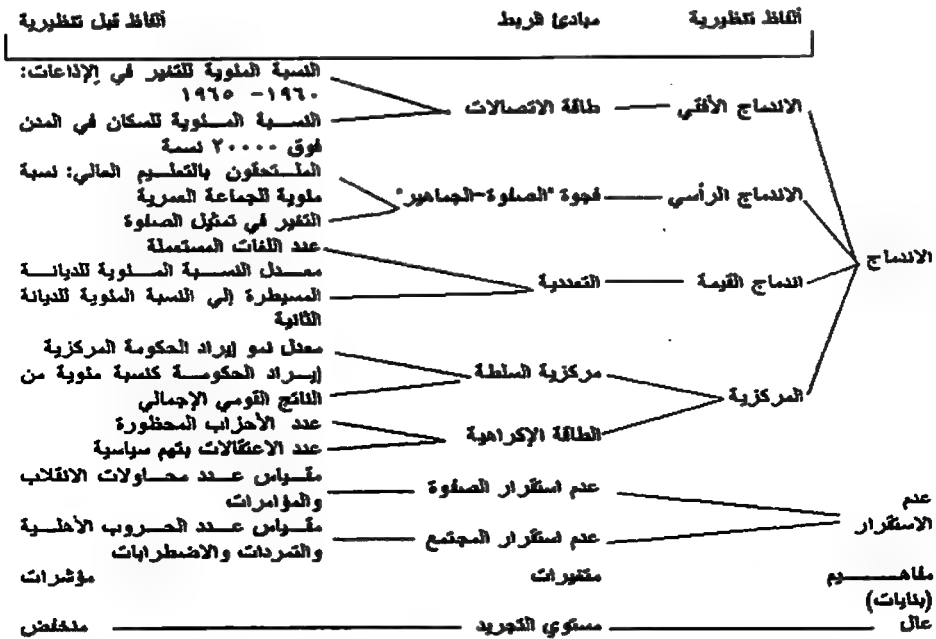 ألفاظ تنظيرية    مبادئ الربط    ألفاظ قبل تنظيرية
النسبة المئوية للتغير في الإذاعات:
١٩٦٠- ١٩٦٥
الاندماج الأفقي    طاقة الاتصالات
النسبة المئوية للسكان في المدن
فوق ٢٠٠٠٠ نسمة
الملتحقون بالتعليم العالي: نسبة
مئوية للجماعة العمرية
الاندماج الرأسي    فجوة "الصفوة-الجماهير"
التغير في تمثيل الصفوة
عدد اللغات المستعملة
الاندماج
معدل النسبة المئوية للديانة
اندماج القيمة    التعددية
المسيطرة إلي النسبة المئوية للديانة
الثانية
معدل نمو إيراد الحكومة المركزية
مركزية السلطة
إيراد الحكومة كنسبة مئوية من
الناتج القومي الإجمالي
المركزية
عدد الأحزاب المحظورة
الطاقة الإكراهية
عدد الاعتقالات بتهم سياسية
مقياس عدد محاولات الانقلاب
والمؤامرات
عدم استقرار الصفوة
عدم
الاستقرار
مقياس عدد الحروب الأهلية
والتمردات والاضطرابات
عدم استقرار المجتمع
مفاهيم    متغيرات    مؤشرات
(بنايات)
عال    مستوي التجريد    منخفض